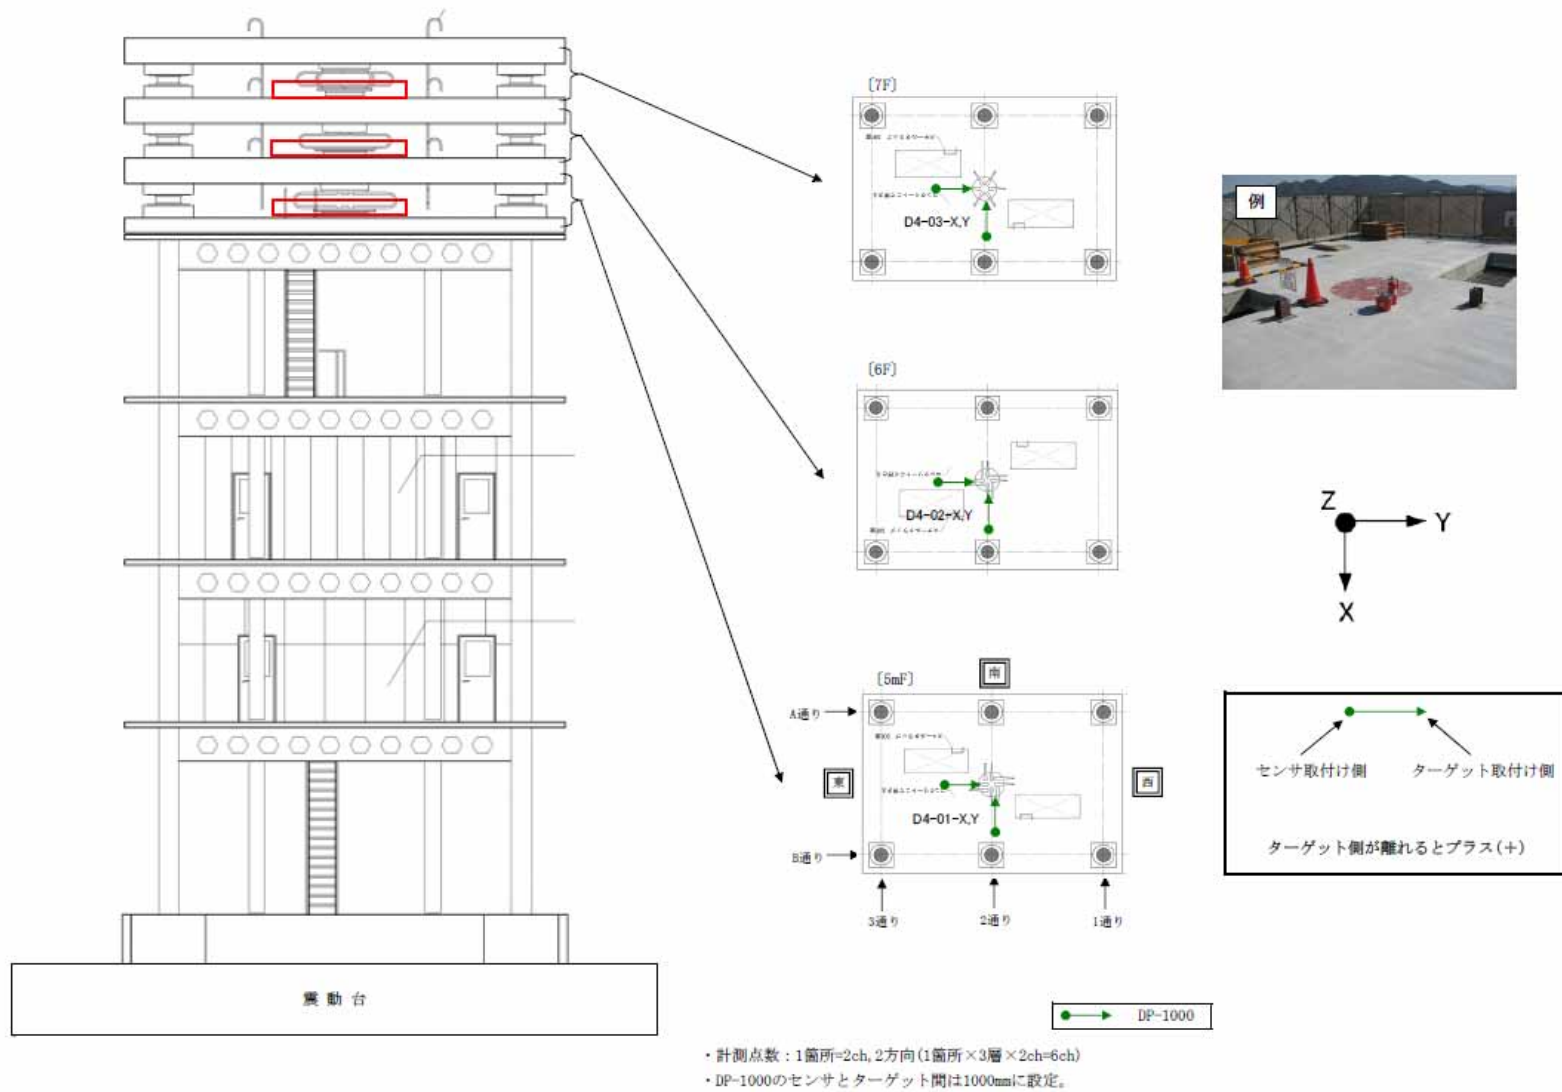 〔7F〕
D4-03-X,Y
例
〔6F〕
D4-02-X,Y
Z
Y
X
〔5mF〕
南
A通り
東
西
D4-01-X,Y
B通り
3通り
2通り
1通り
センサ取付け側
ターゲット取付け側
ターゲット側が離れるとプラス(+)
震 動 台
DP-1000
・計測点数：1箇所=2ch,2方向(1箇所×3層×2ch=6ch)
・DP-1000のセンサとターゲット間は1000mmに設定。